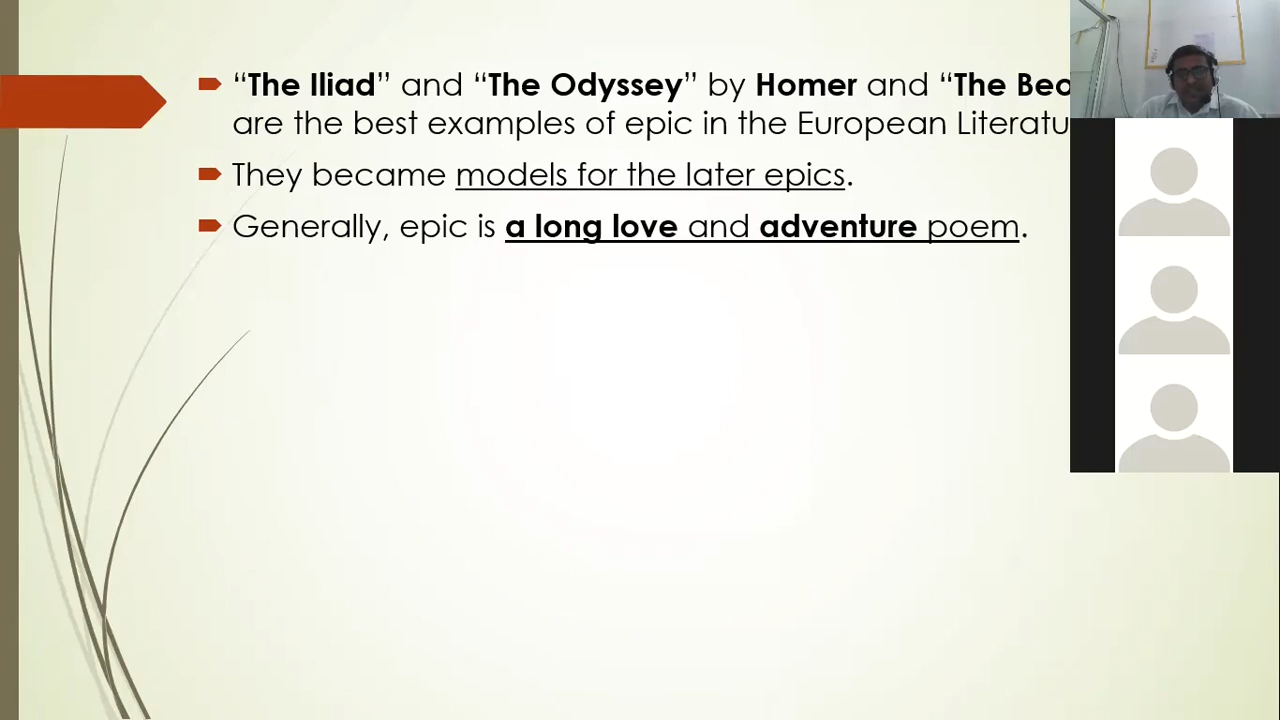 “The Iliad” and “The Odyssey” by Homer and “The
are the best examples of epic in the European
They became models for the later epics.
Generally, epic is a long love and adventure poem.